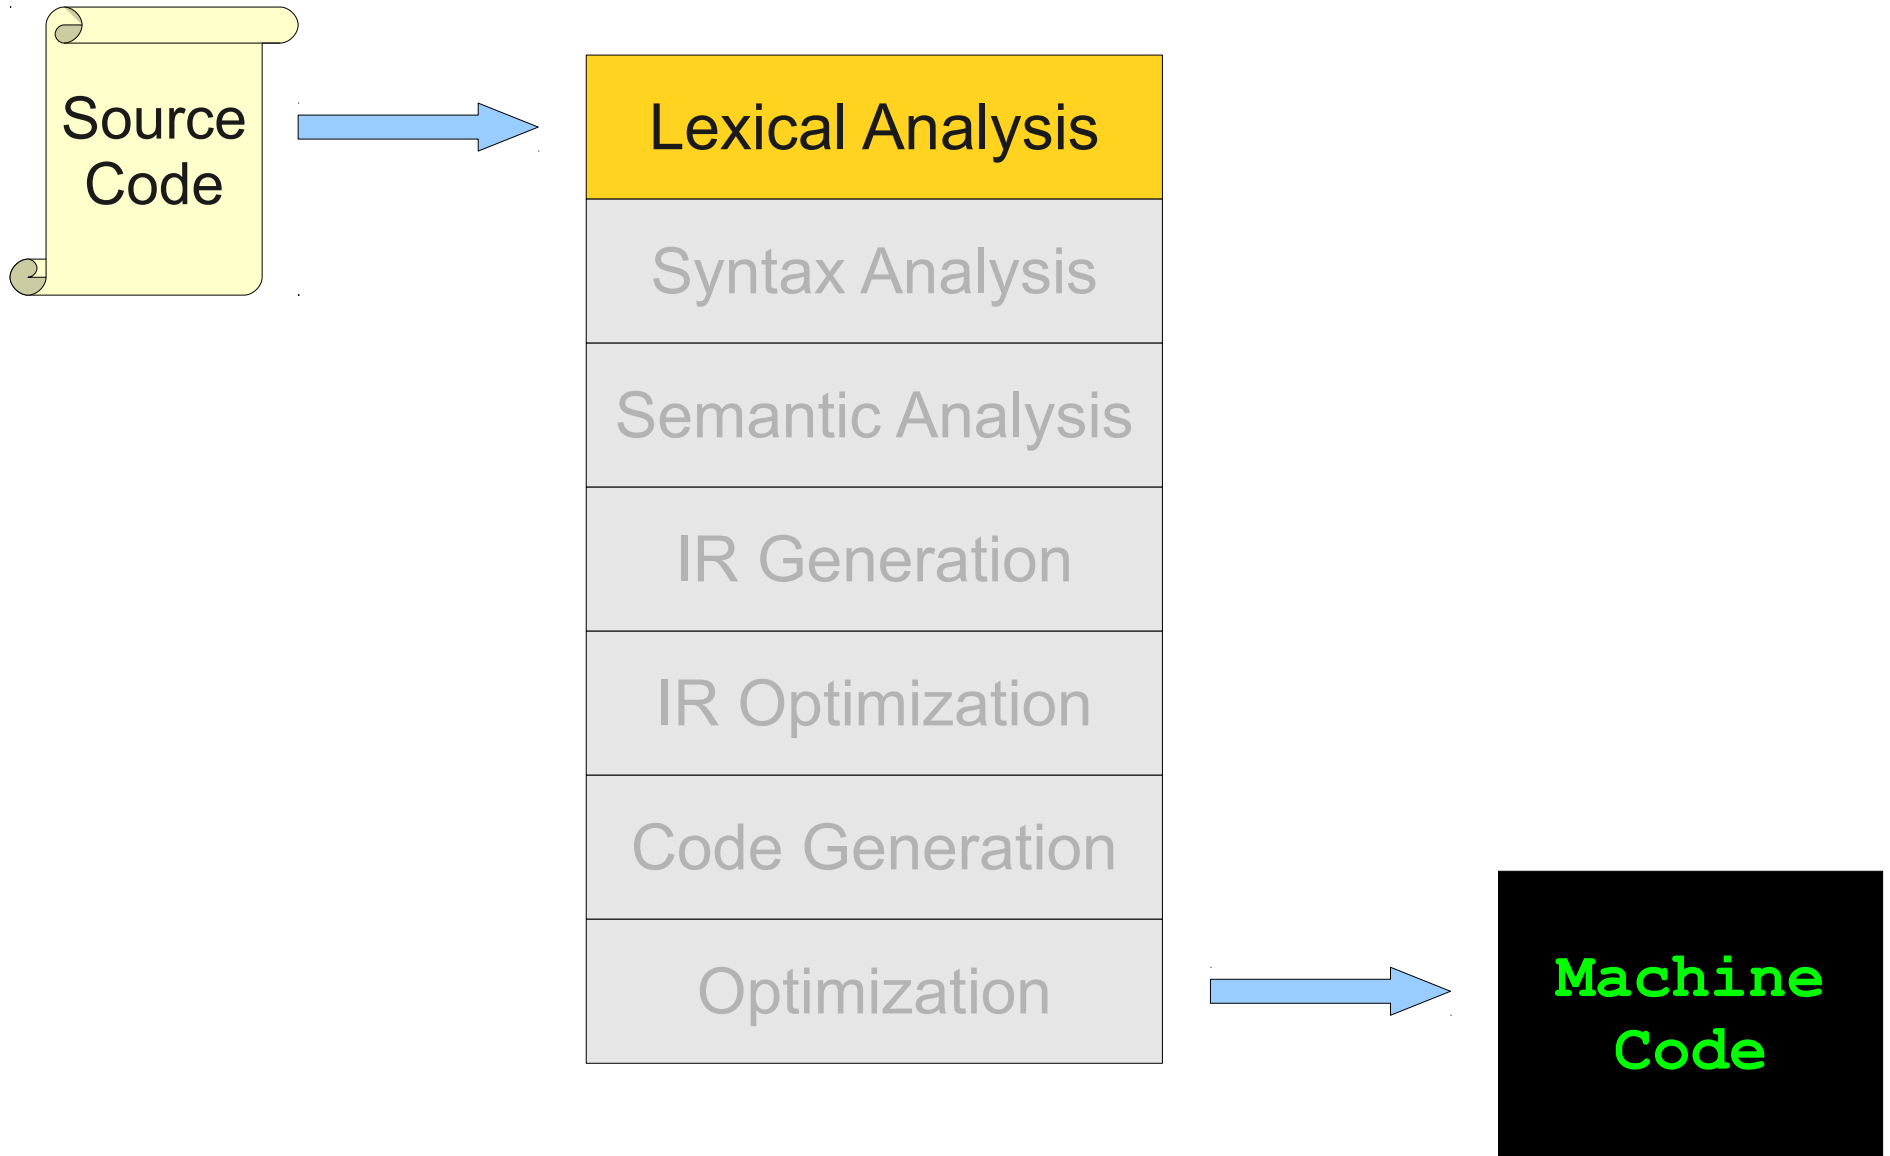 Source
Code
Lexical Analysis
Syntax Analysis
Semantic Analysis
IR Generation
IR Optimization
Code Generation
Optimization
Machine
Code